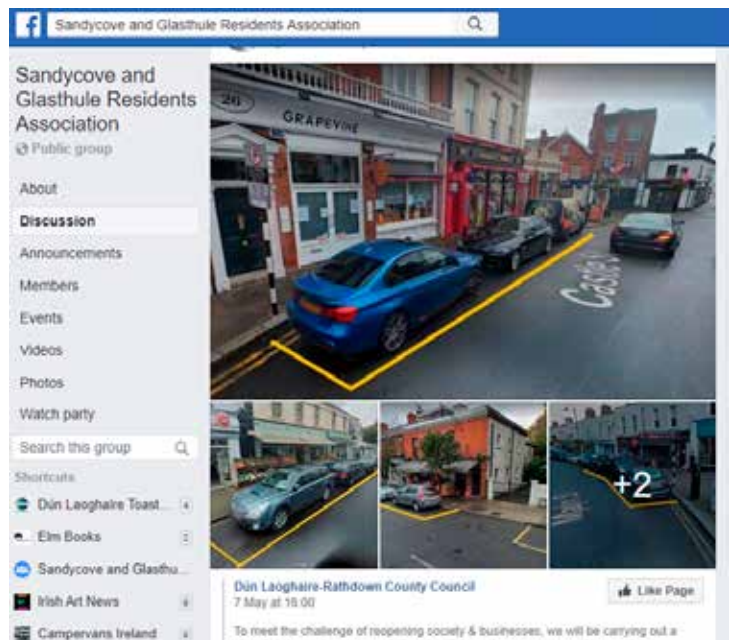 Sandycove and Glasthule Residents Association
Sandycove and
Glasthule Residents
Association
Public group
About
Discussion
Announcements
Members
Events
Videos
Photos
Watch party
Search this group
Shortcuts
Dún Laoghaire Toast...
4
Elm Books
Sandycove and Glasthu...
Irish Art News
Campervans Ireland
26
GRAPEVINE
Castle
+2
Dún Laoghaire-Rathdown County Council
7 May at 16:00
Like Page
To meet the challenge of reopening society & businesses, we will be carrying out a